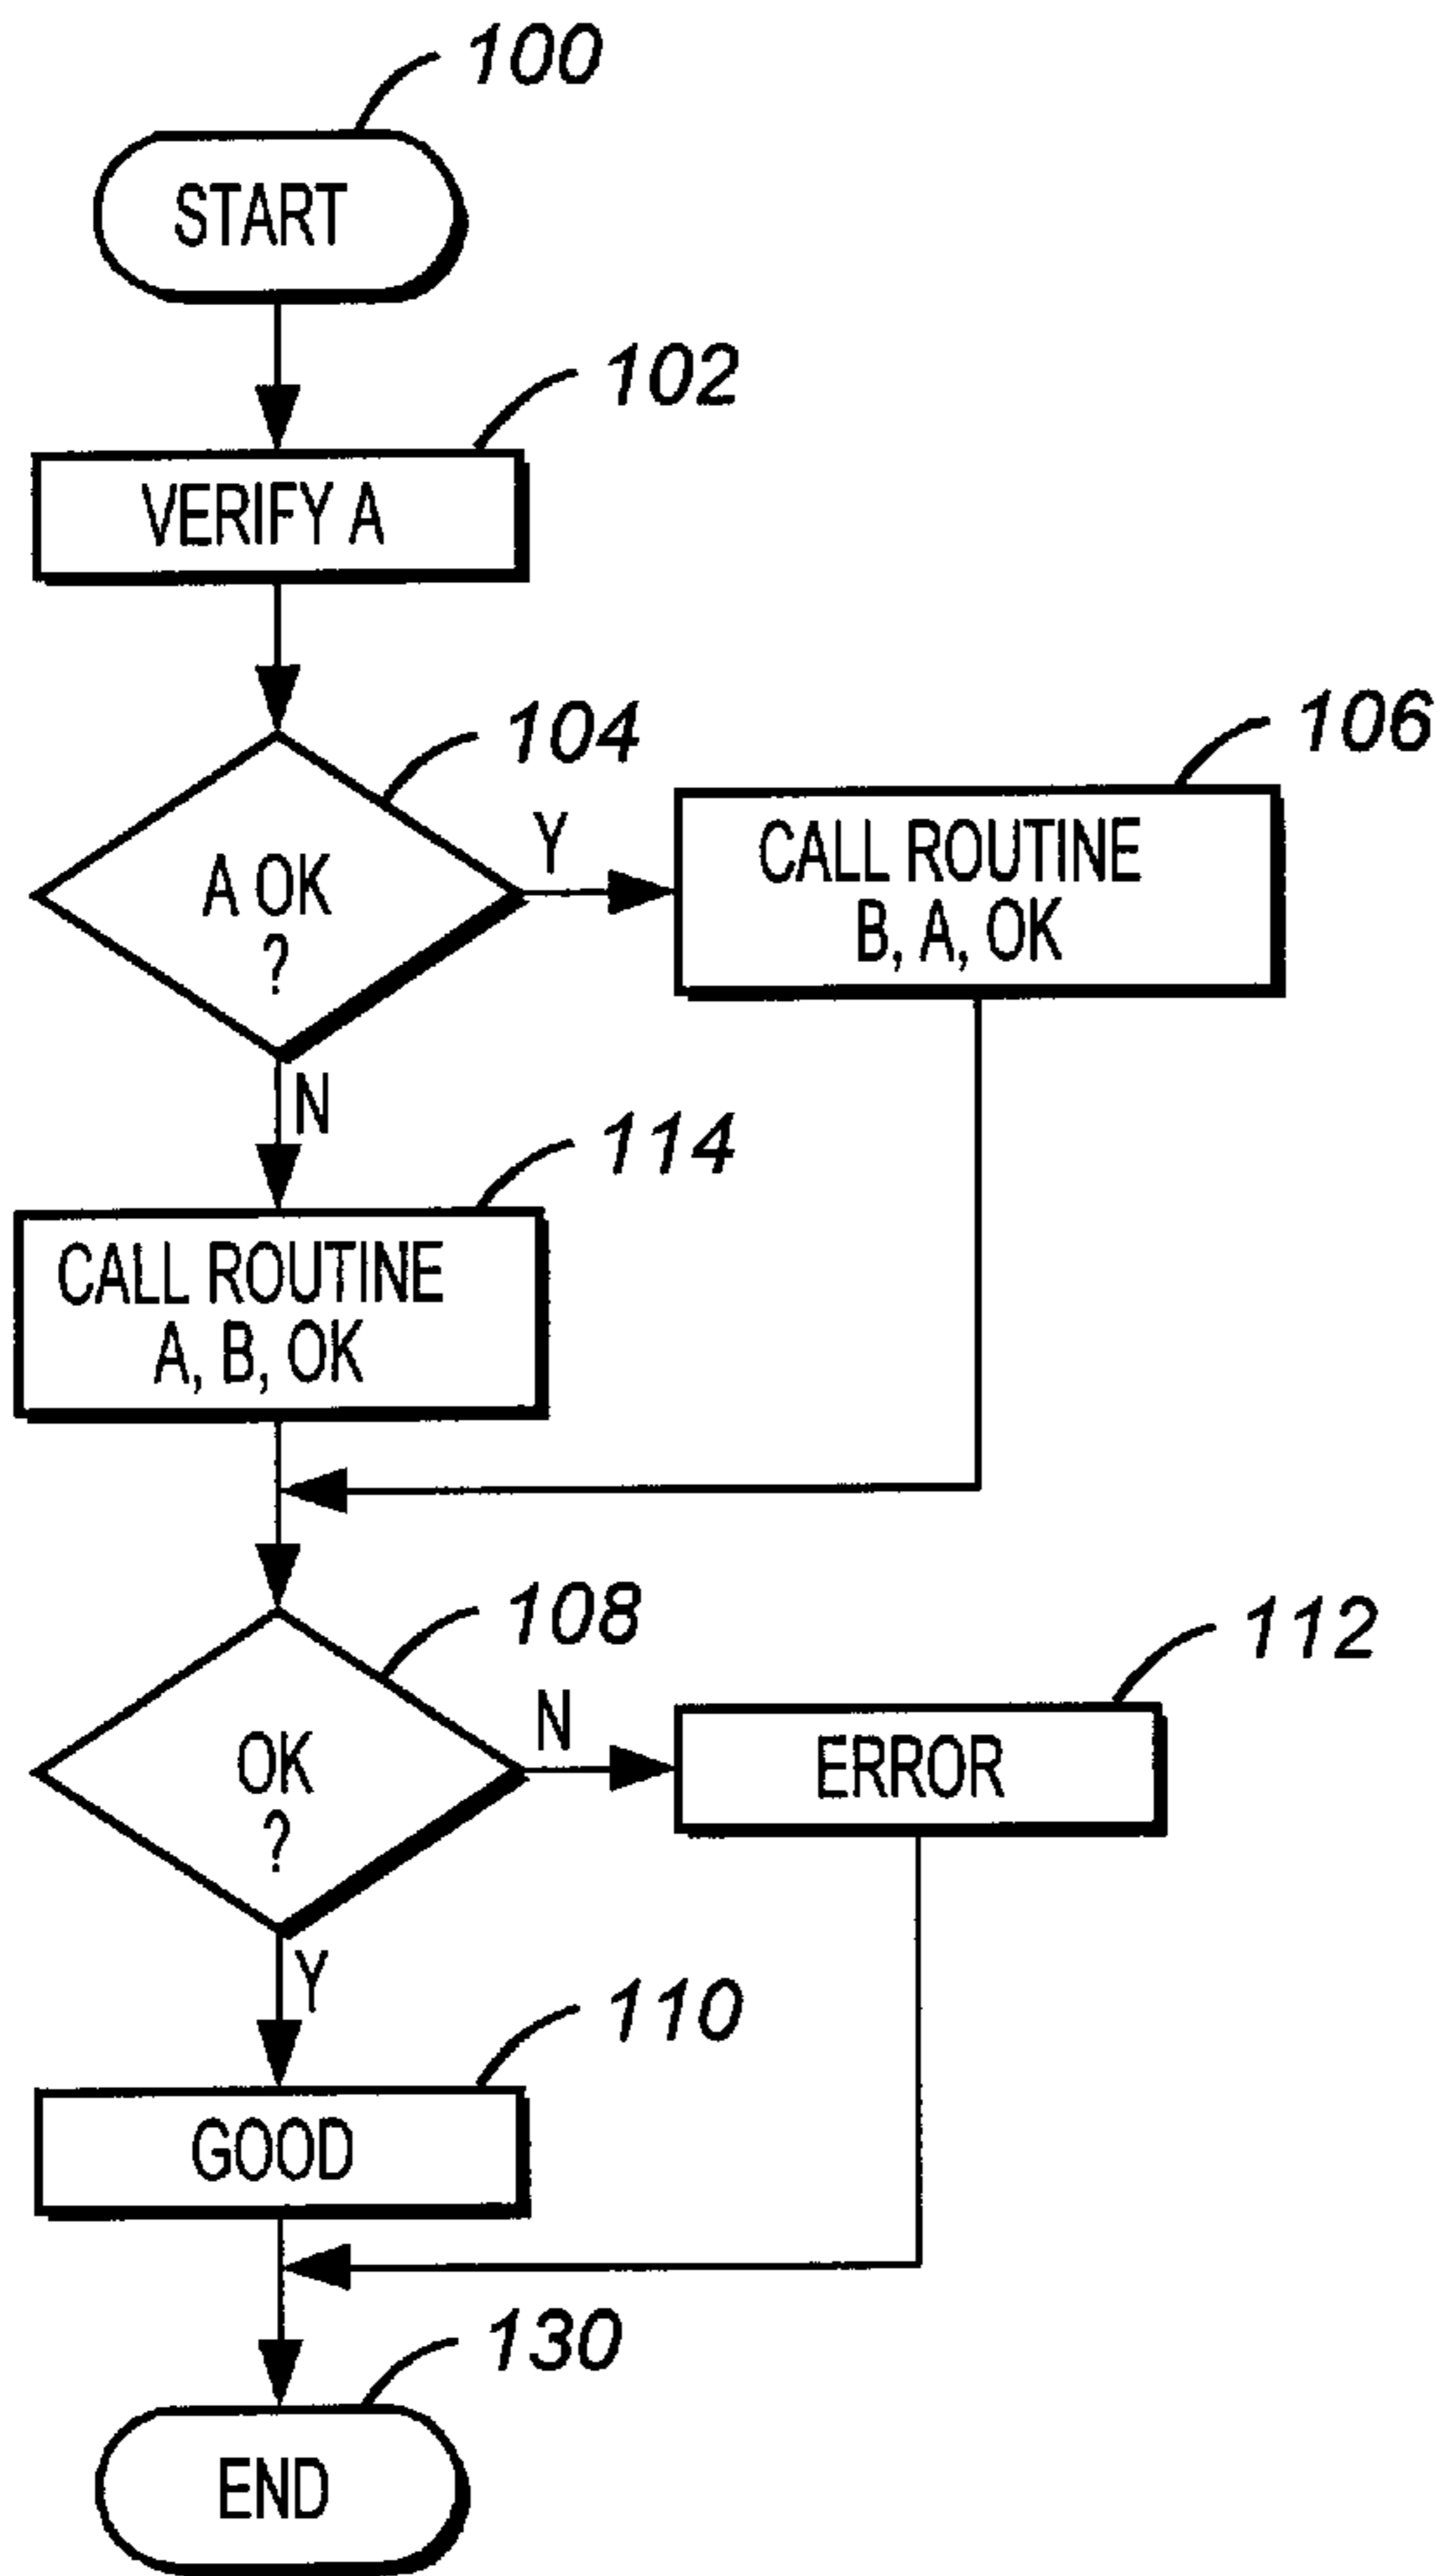 100
START
102
VERIFY A
104
106
A OK
?
Y
CALL ROUTINE
B, A, OK
N
114
CALL ROUTINE
A, B, OK
108
112
OK
?
N
ERROR
Y
110
GOOD
130
END